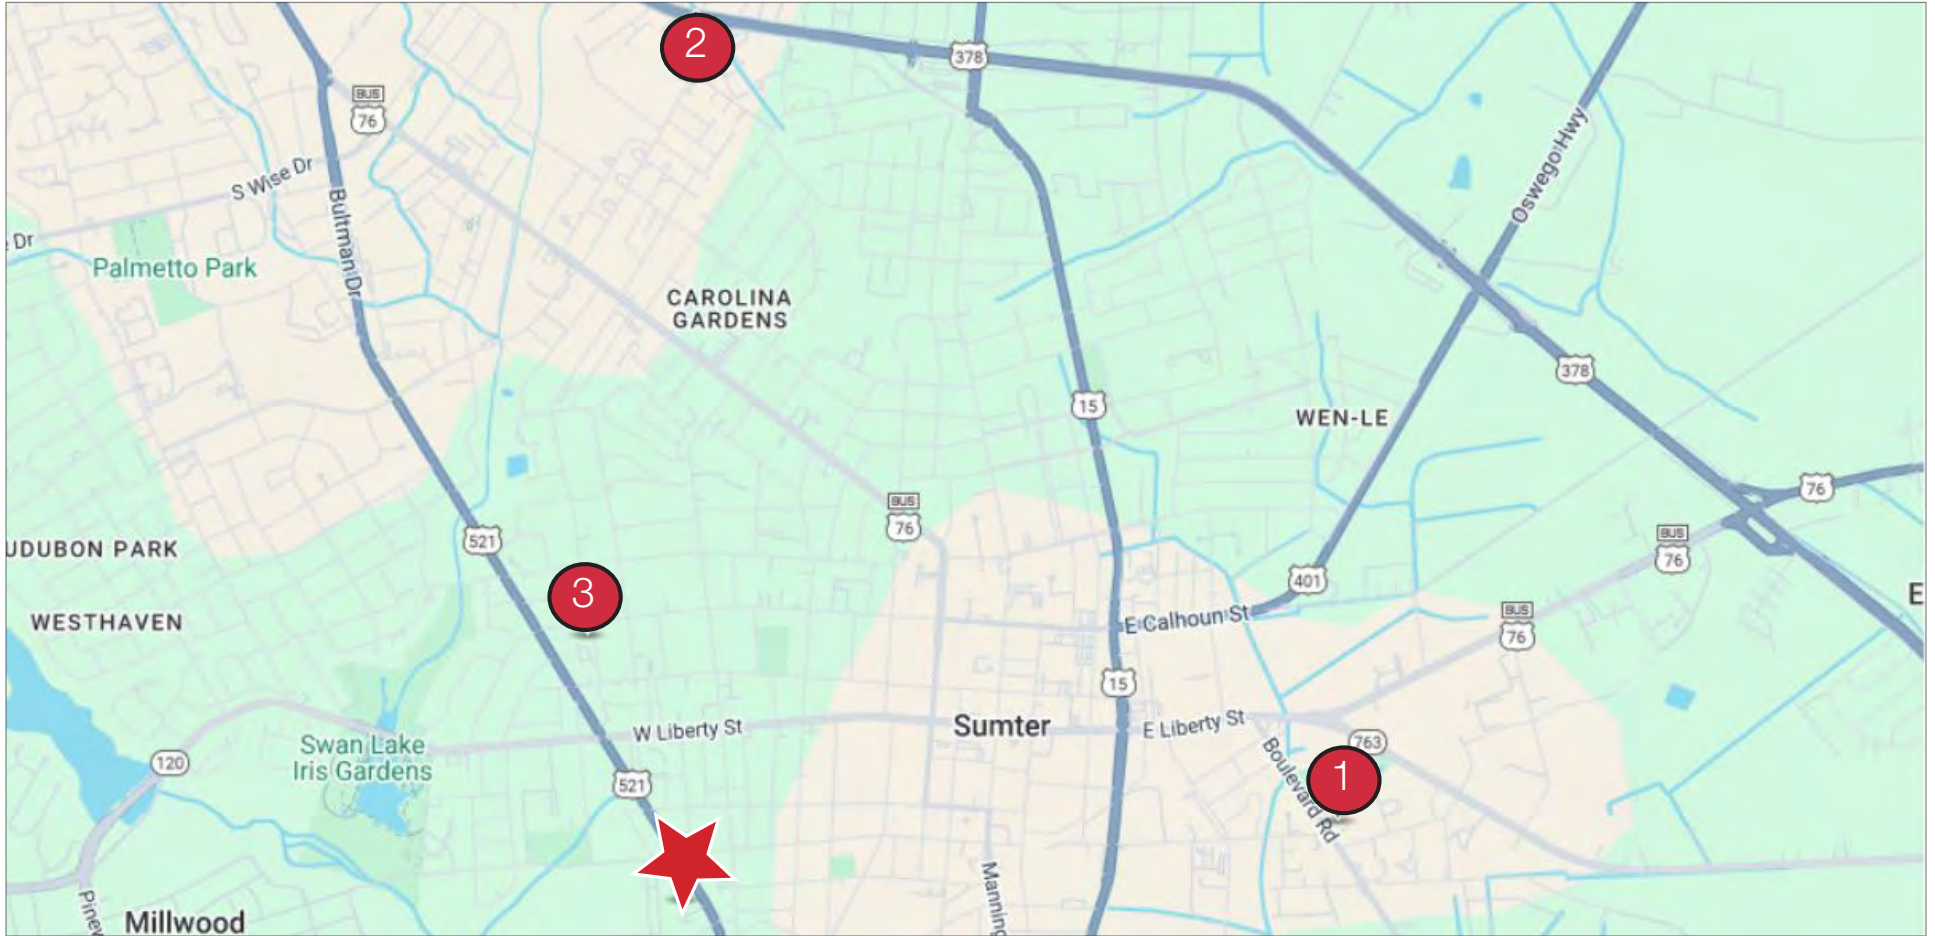 2
378
BUS
76
S Wise Dr
Bultman Dr
Oswego Hwy
Dr
Palmetto Park
CAROLINA
GARDENS
378
15
WEN-LE
76
BUS
76
521
BUS
76
UDUBON PARK
3
401
E
WESTHAVEN
E Calhoun St
BUS
76
15
W Liberty St
Sumter
E Liberty St
Swan Lake
Iris Gardens
120
763
Boulevard Rd
1
521
Manning
Pinew
Millwood